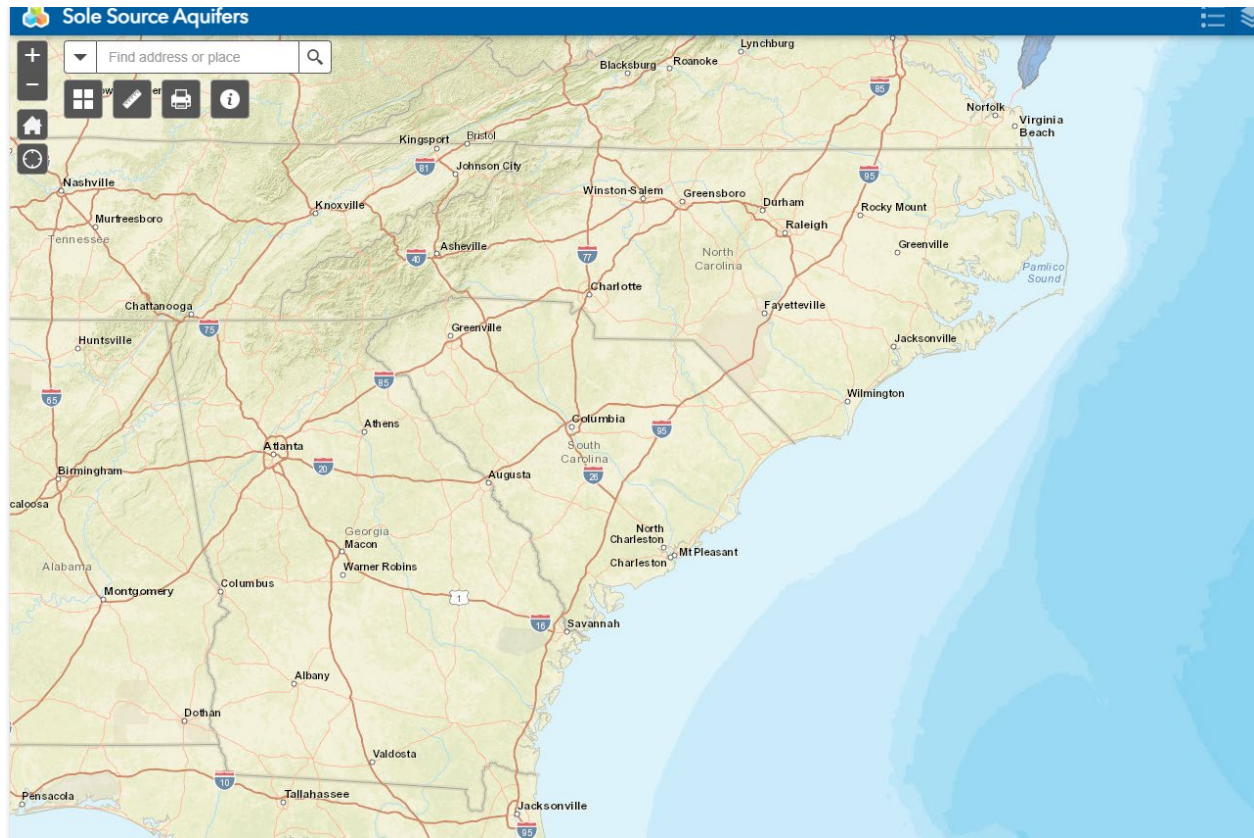 Sole Source Aquifers
+
Find address or place
−
Lynchburg
Blacksburg
Roanoke
85
Norfolk
Virginia
Beach
Kingsport
Bristol
81
Johnson City
95
Nashville
Winston-Salem
Greensboro
Durham
Rocky Mount
Knoxville
Murfreesboro
Raleigh
Tennessee
Asheville
40
77
North
Carolina
Greenville
Pamlico
Sound
Charlotte
Chattanooga
Fayetteville
75
Greenville
Huntsville
Jacksonville
85
65
Wilmington
Athens
Columbia
95
Atlanta
South
Carolina
20
Birmingham
Augusta
26
caloosa
Georgia
North
Charleston
Macon
Mt Pleasant
Charleston
Alabama
Warner Robins
Columbus
Montgomery
1
16
Savannah
Albany
Dothan
Valdosta
10
Pensacola
Tallahassee
Jacksonville
95